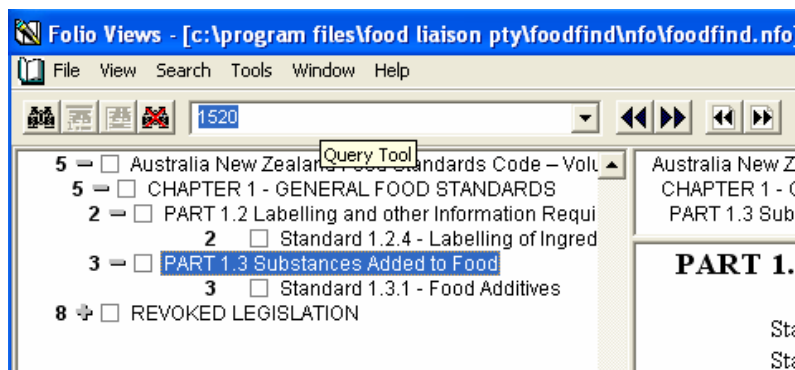 Folio Views - [c:\program files\food liaison pty\foodfind\nfo\foodfind.nfo]
File View Search Tools Window Help
1520
Query Tool
5 Australia New Zealand Food Standards Code – Volu
5 CHAPTER 1 - GENERAL FOOD STANDARDS
2 PART 1.2 Labelling and other Information Requi
2 Standard 1.2.4 - Labelling of Ingred
3 PART 1.3 Substances Added to Food
3 Standard 1.3.1 - Food Additives
8 REVOKED LEGISLATION
Australia New Z
CHAPTER 1 -
PART 1.3 Sub
PART 1.
Sta
Sta